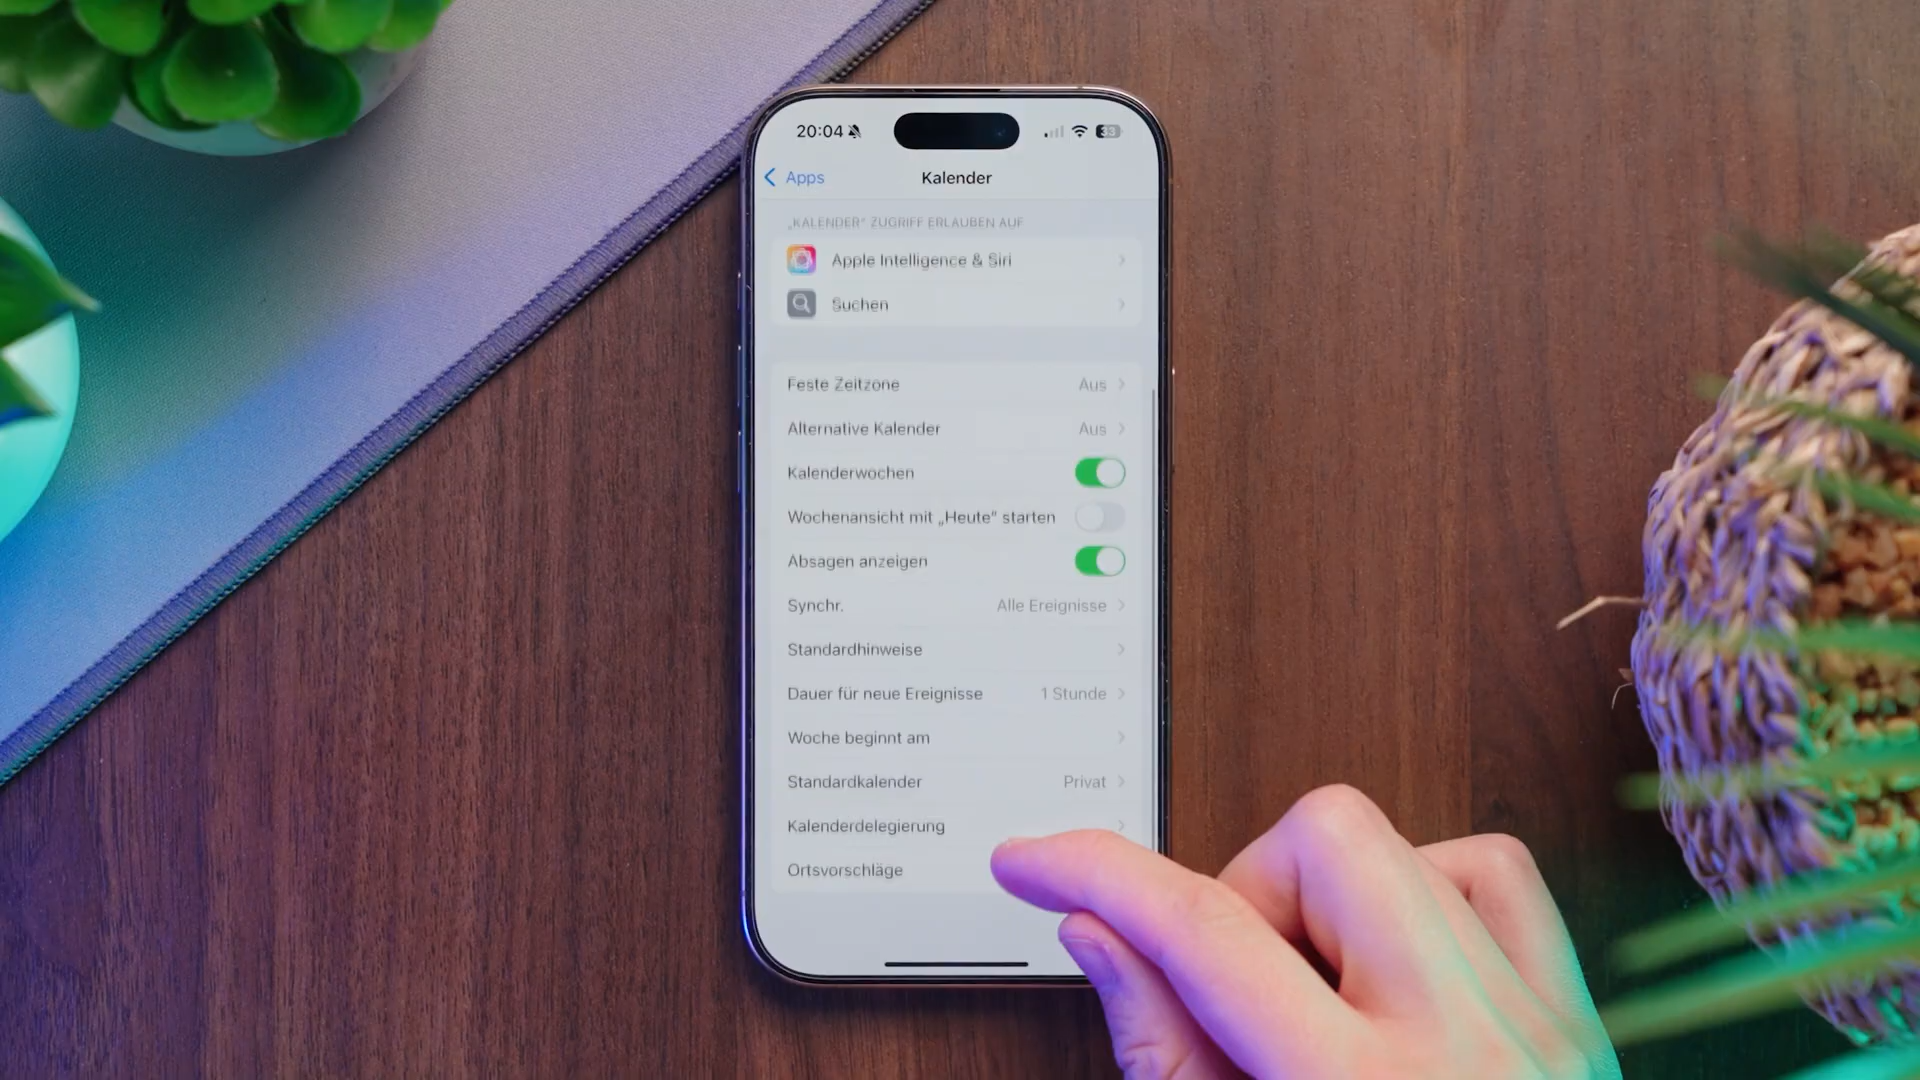 20:04
33
Apps
Kalender
„KALENDER“ ZUGRIFF ERLAUBEN AUF
Apple Intelligence & Siri
Suchen
Feste Zeitzone Aus
Alternative Kalender Aus
Kalenderwochen
Wochenansicht mit „Heute“ starten
Absagen anzeigen
Synchr. Alle Ereignisse
Standardhinweise
Dauer für neue Ereignisse 1 Stunde
Woche beginnt am
Standardkalender Privat
Kalenderdelegierung
Ortsvorschläge